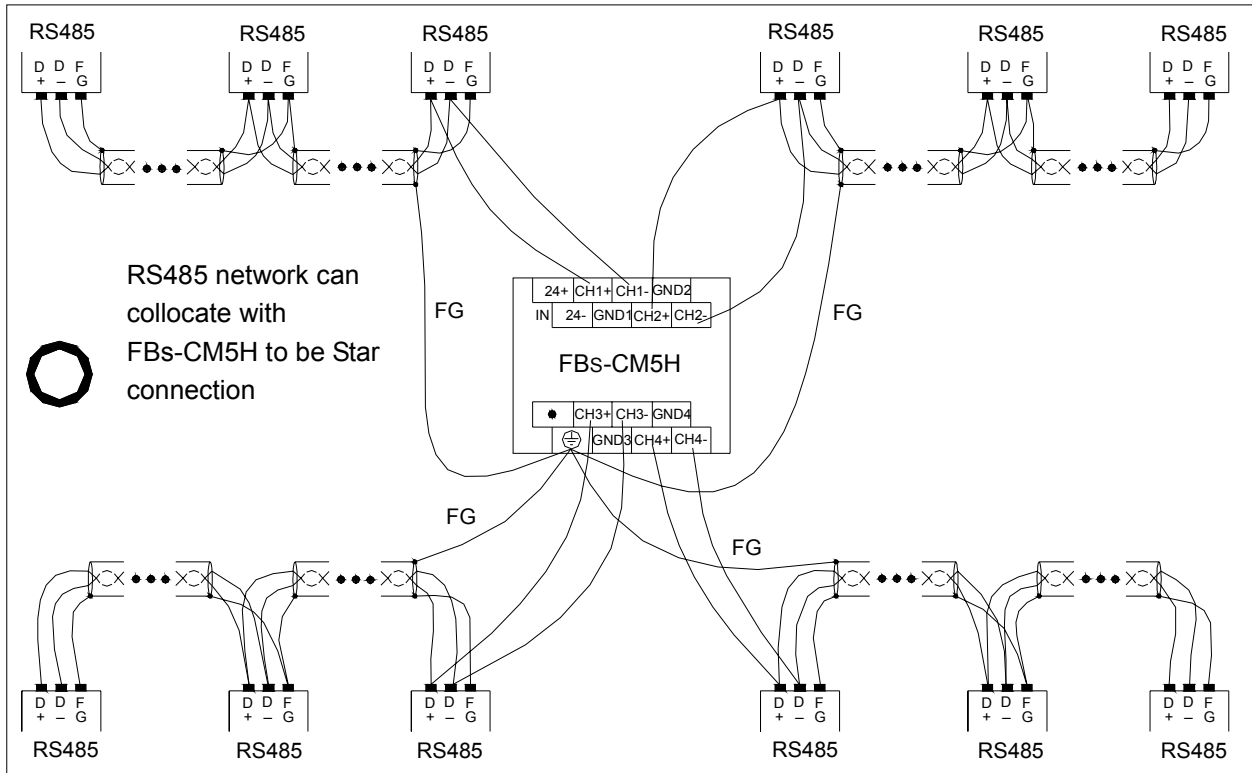 RS485 RS485 RS485 RS485 RS485 RS485
D D F D D F D D F D D F D D F D D F
+ – G + – G + – G + – G + – G + – G
RS485 network can
collocate with
FBs-CM5H to be Star
connection
FG
FG
24+ CH1+ CH1- GND2
IN 24- GND1 CH2+ CH2-
FBs-CM5H
CH3+ CH3- GND4
GND3 CH4+ CH4-
FG
FG
D D F D D F D D F D D F D D F D D F
+ – G + – G + – G + – G + – G + – G
RS485 RS485 RS485 RS485 RS485 RS485